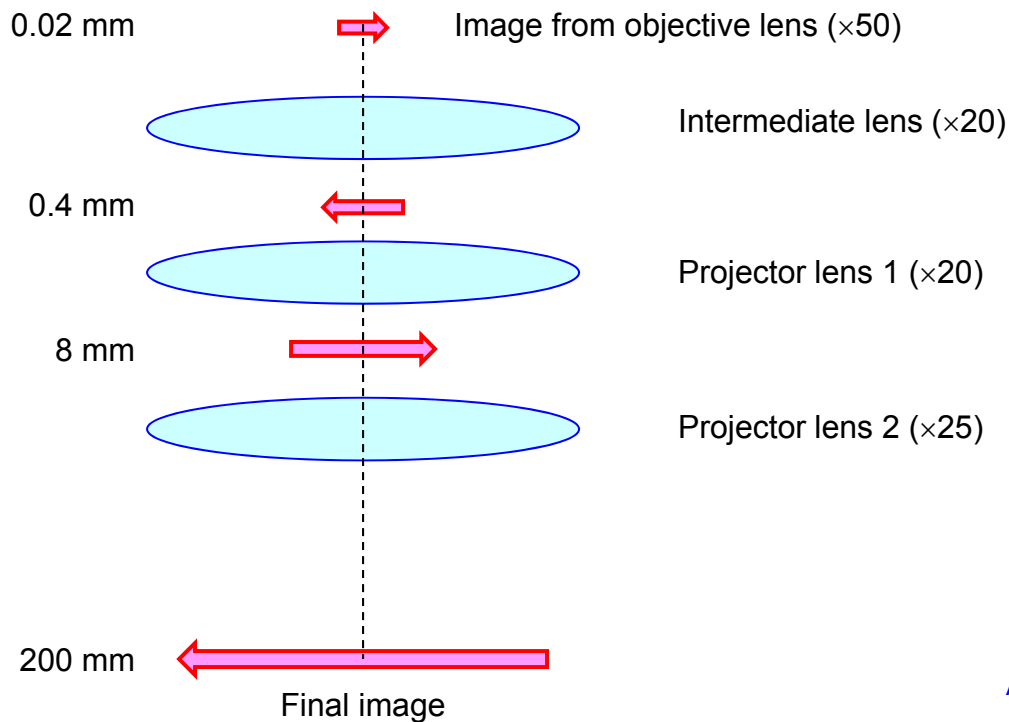 0.02 mm Image from objective lens (×50)
Intermediate lens (×20)
0.4 mm
Projector lens 1 (×20)
8 mm
Projector lens 2 (×25)
200 mm
Final image